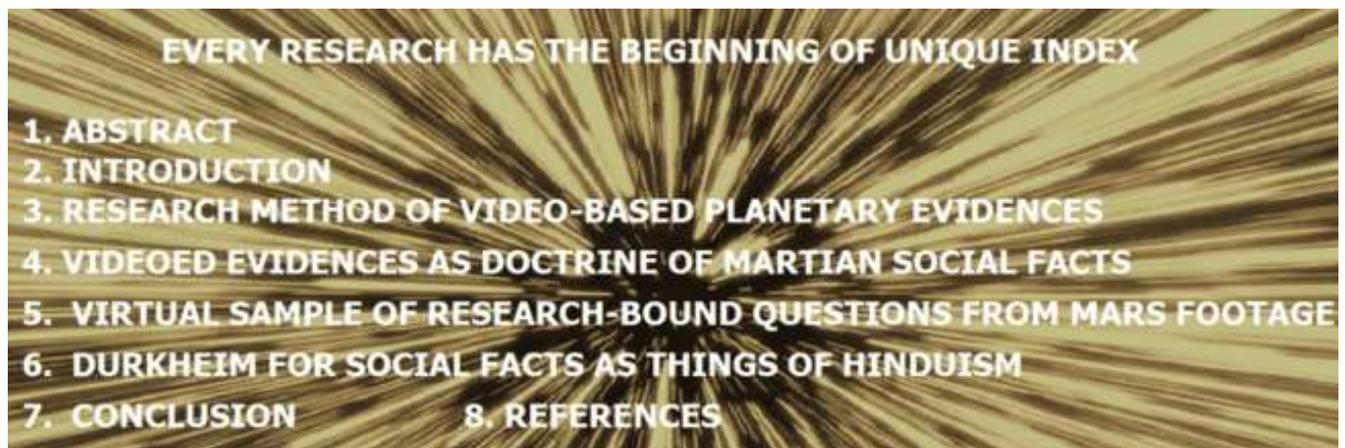 EVERY RESEARCH HAS THE BEGINNING OF UNIQUE INDEX
1. ABSTRACT
2. INTRODUCTION
3. RESEARCH METHOD OF VIDEO-BASED PLANETARY EVIDENCES
4. VIDEOED EVIDENCES AS DOCTRINE OF MARTIAN SOCIAL FACTS
5. VIRTUAL SAMPLE OF RESEARCH-BOUND QUESTIONS FROM MARS FOOTAGE
6. DURKHEIM FOR SOCIAL FACTS AS THINGS OF HINDUISM
7. CONCLUSION 8. REFERENCES